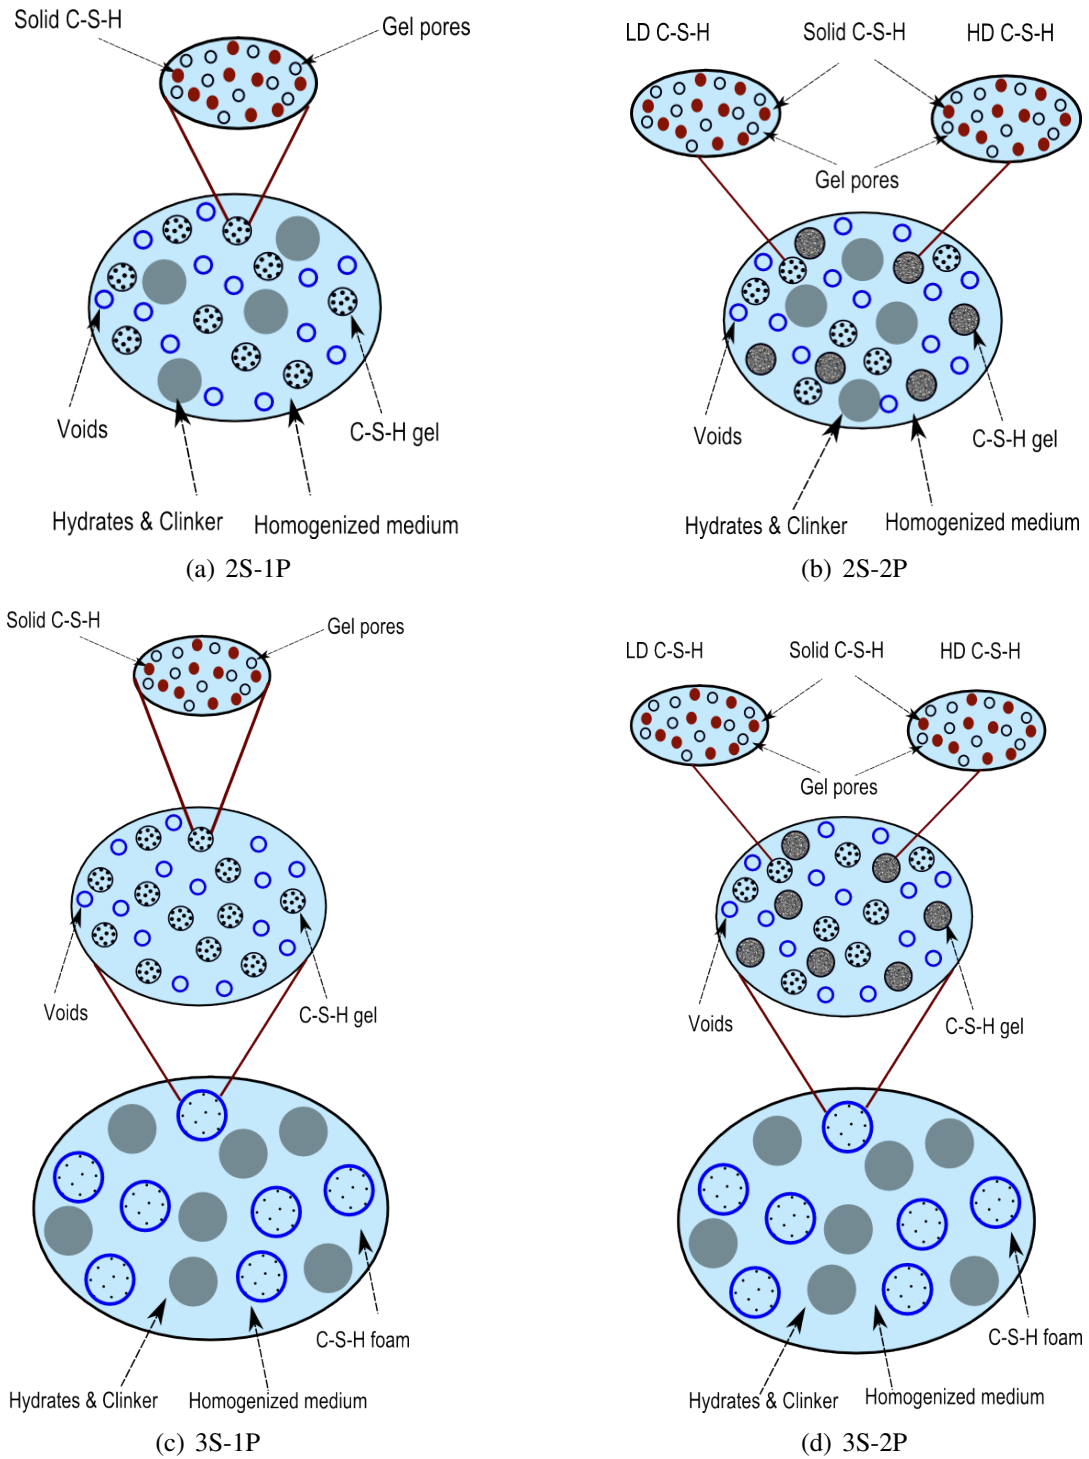 Solid C-S-H
Gel pores
Voids
C-S-H gel
Hydrates & Clinker
Homogenized medium
(a) 2S-1P
LD C-S-H
Solid C-S-H
HD C-S-H
Gel pores
Voids
C-S-H gel
Hydrates & Clinker
Homogenized medium
(b) 2S-2P
Solid C-S-H
Gel pores
Voids
C-S-H gel
C-S-H foam
Hydrates & Clinker
Homogenized medium
(c) 3S-1P
LD C-S-H
Solid C-S-H
HD C-S-H
Gel pores
Voids
C-S-H gel
C-S-H foam
Hydrates & Clinker
Homogenized medium
(d) 3S-2P